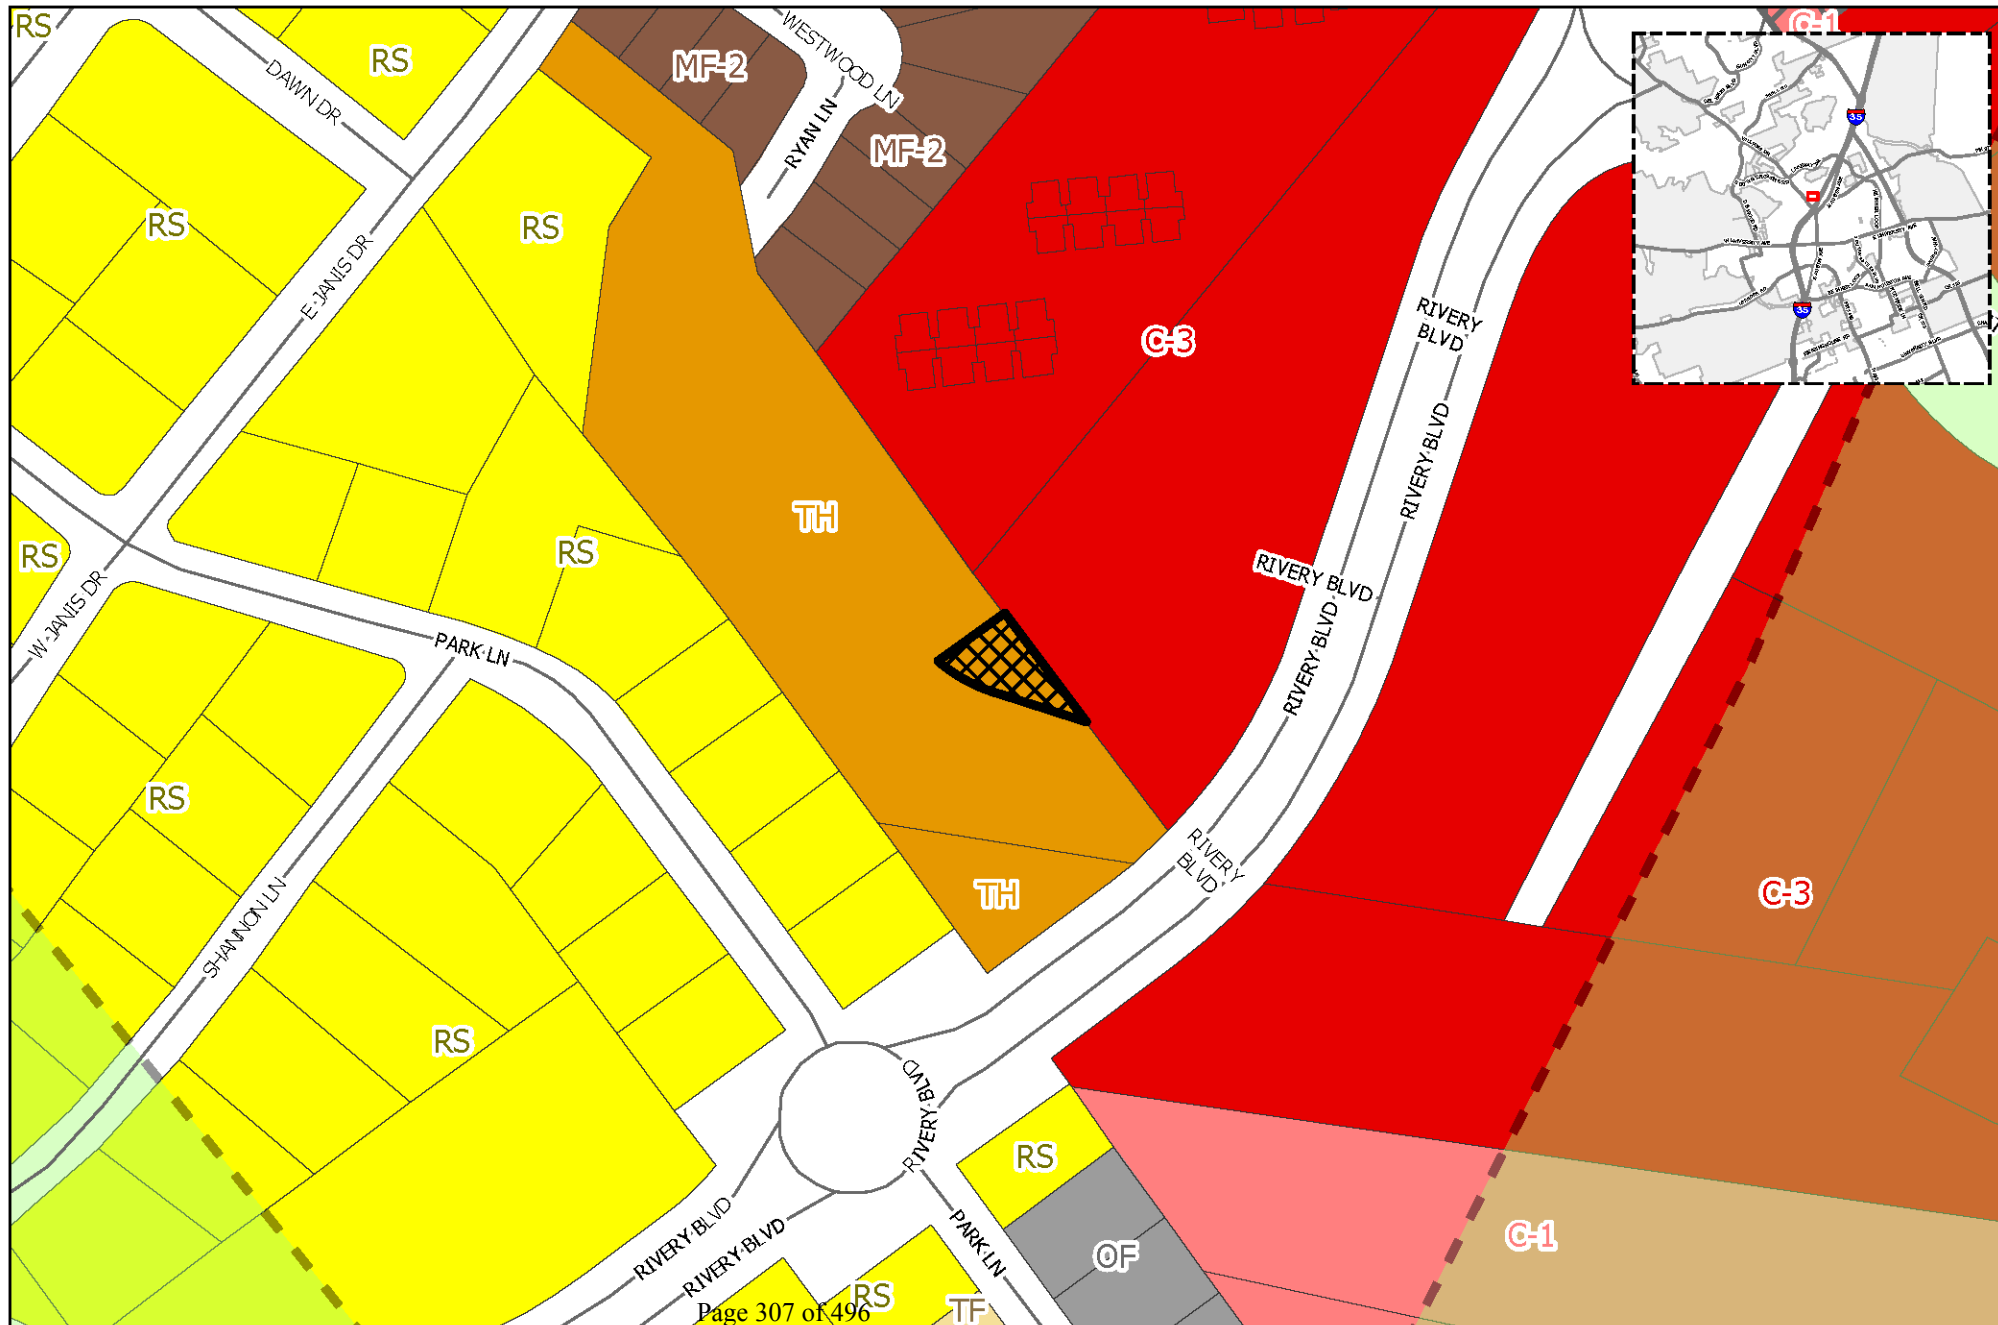 RS
RS
DAWN DR
MF-2
WESTWOOD LN
RYAN LN
MF-2
C-1
35
35
RS
RS
E JANIS DR
C-3
RIVERY
BLVD
RIVERY BLVD
TH
RS
RS
RIVERY BLVD
W JANIS DR
PARK LN
RIVERY BLVD
RS
RIVERY
BLVD
TH
C-3
SHANNON LN
RS
RIVERY BLVD
RS
PARK LN
OF
C-1
RIVERY BLVD
RIVERY BLVD
RS
TF
Page 307 of 496